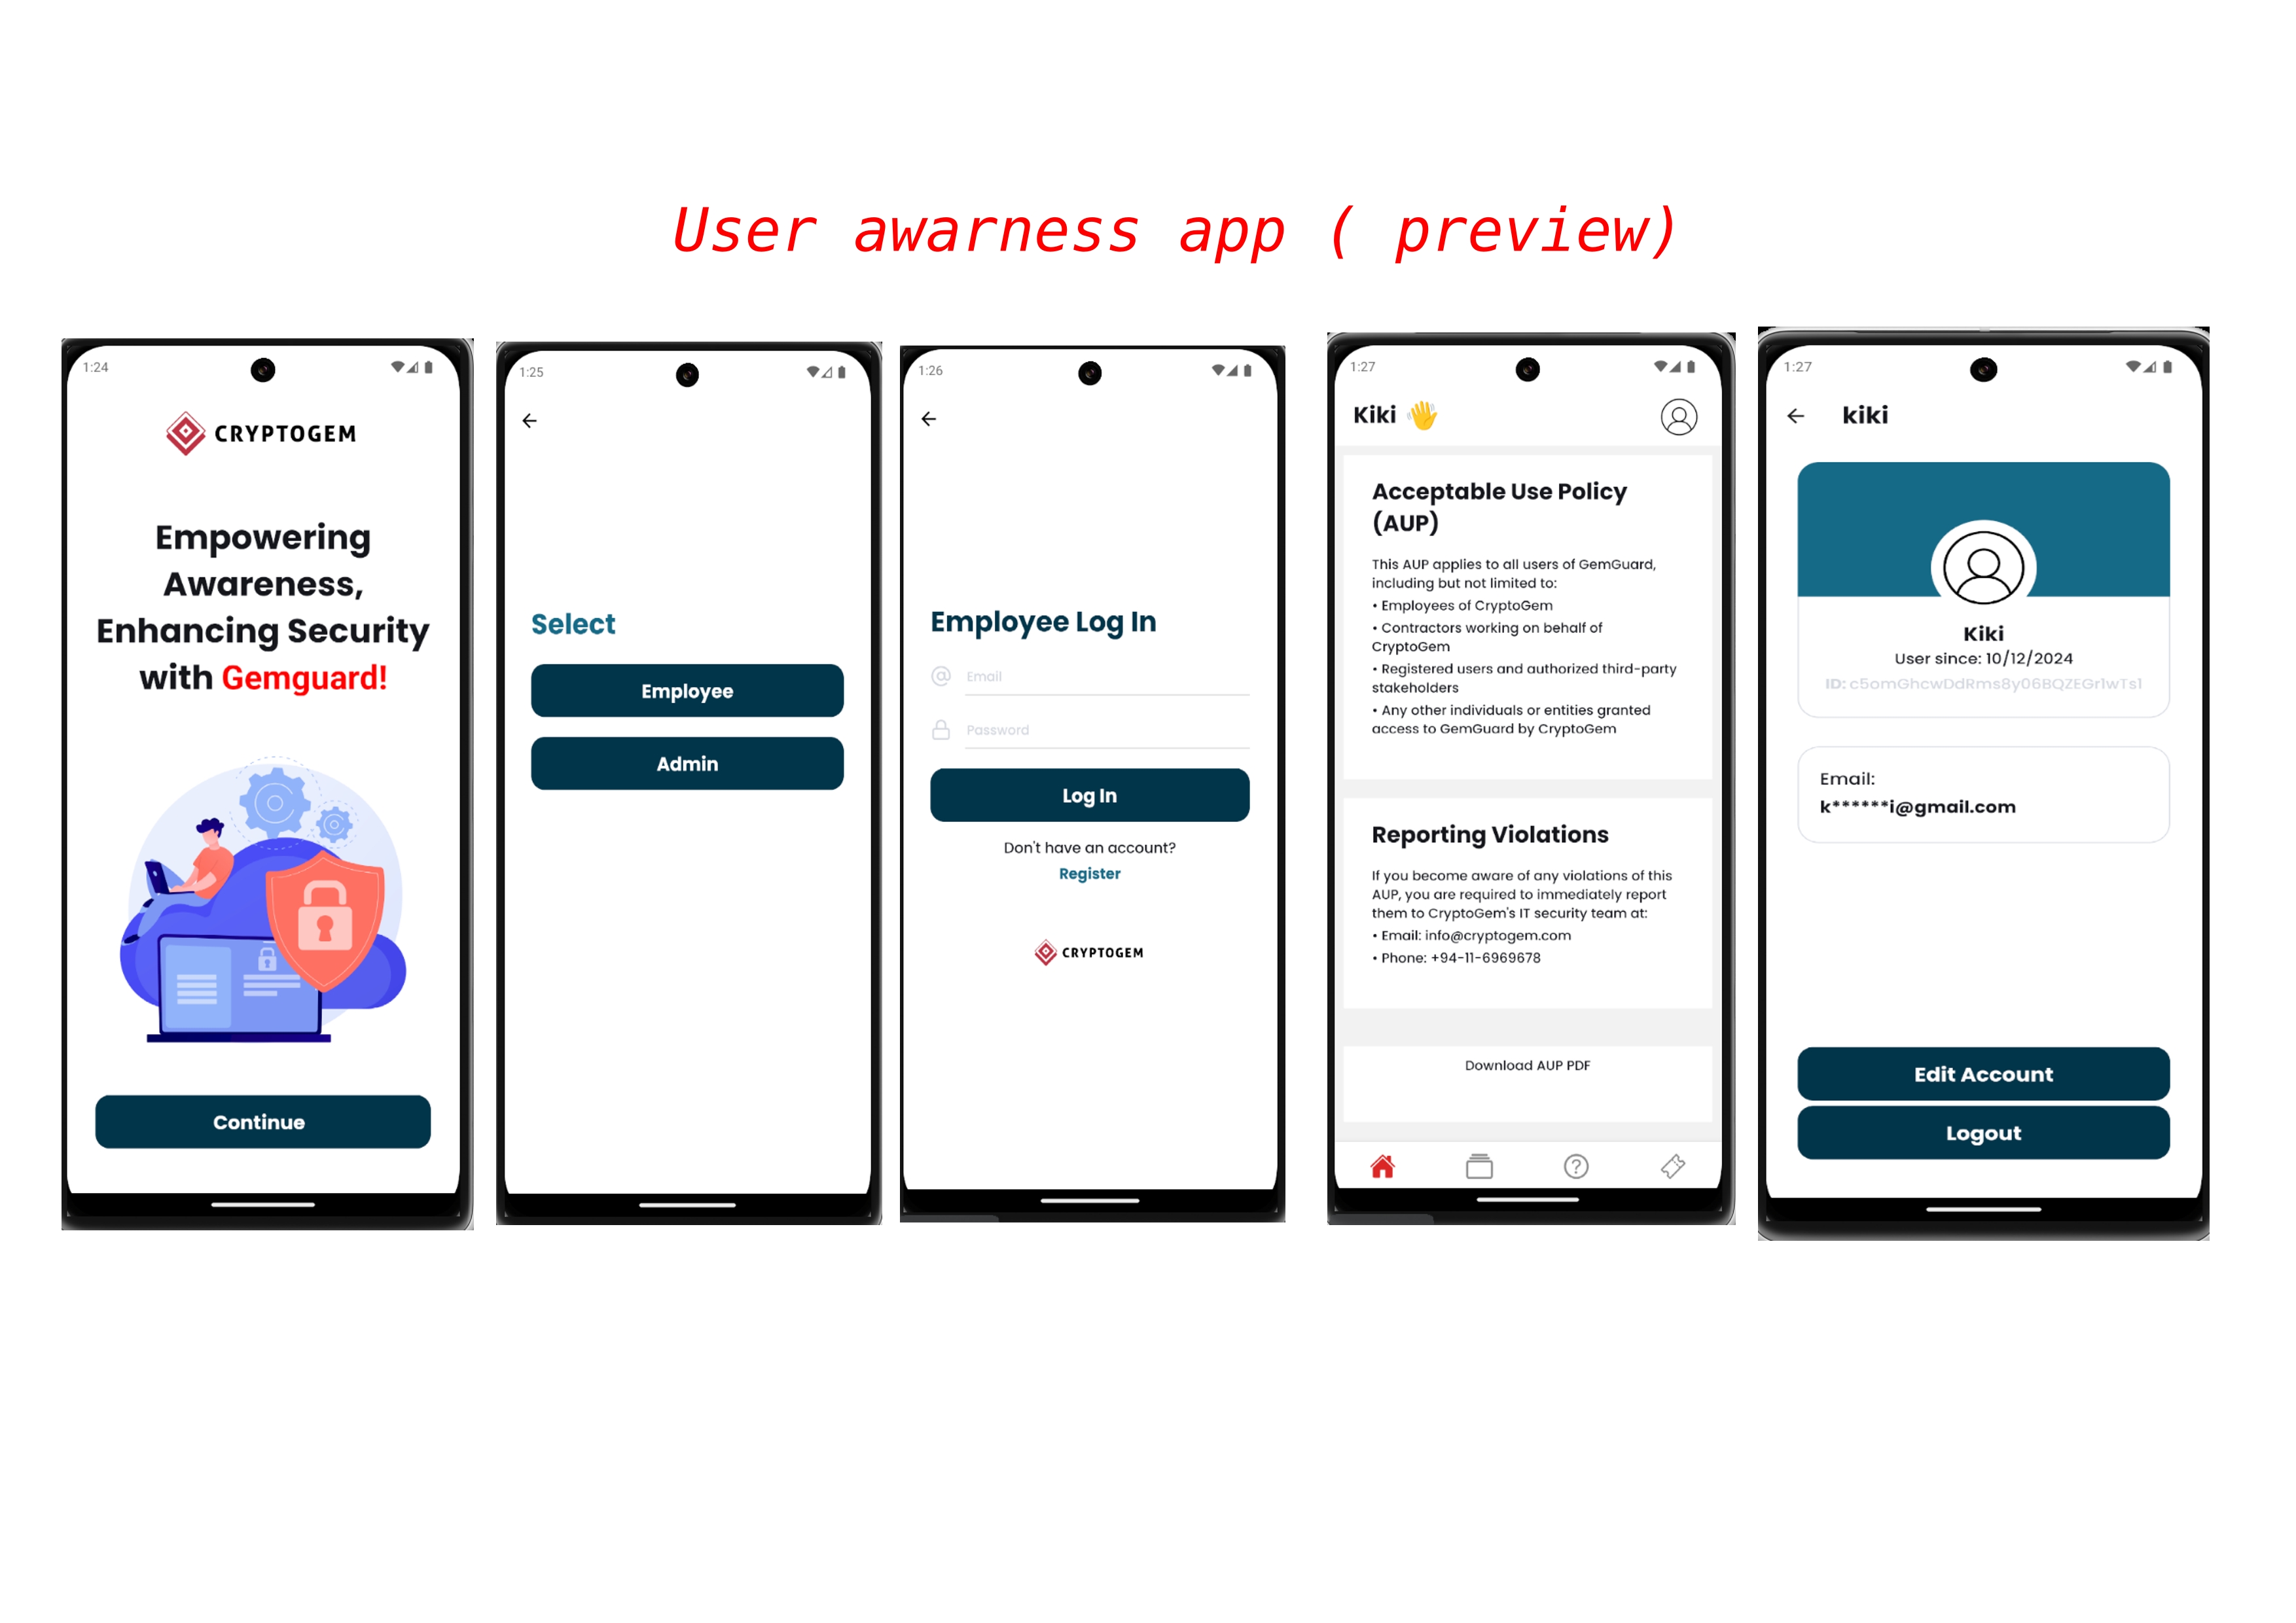 User awarness app ( preview)
1:24
CRYPTOGEM
Empowering
Awareness,
Enhancing Security
with Gemguard!
Continue
1:25
Select
Employee
Admin
1:26
Employee Log In
Email
Password
Log In
Don't have an account?
Register
CRYPTOGEM
1:27
Kiki 👋
Acceptable Use Policy
(AUP)
This AUP applies to all users of GemGuard,
including but not limited to:
• Employees of CryptoGem
• Contractors working on behalf of
CryptoGem
• Registered users and authorized third-party
stakeholders
• Any other individuals or entities granted
access to GemGuard by CryptoGem
Reporting Violations
If you become aware of any violations of this
AUP, you are required to immediately report
them to CryptoGem's IT security team at:
• Email: info@cryptogem.com
• Phone: +94-11-6969678
Download AUP PDF
1:27
kiki
Kiki
User since: 10/12/2024
ID: c5omGhcwDdRms8y06BQZEGr1wTs1
Email:
k******i@gmail.com
Edit Account
Logout